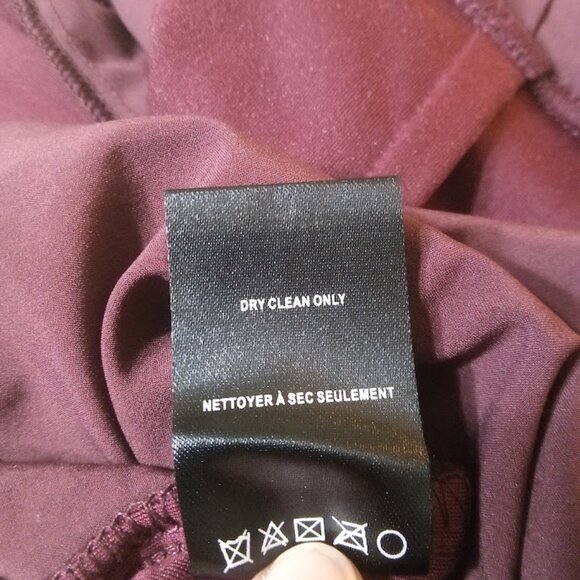 DRY CLEAN ONLY
NETTOYER À SEC SEULEMENT